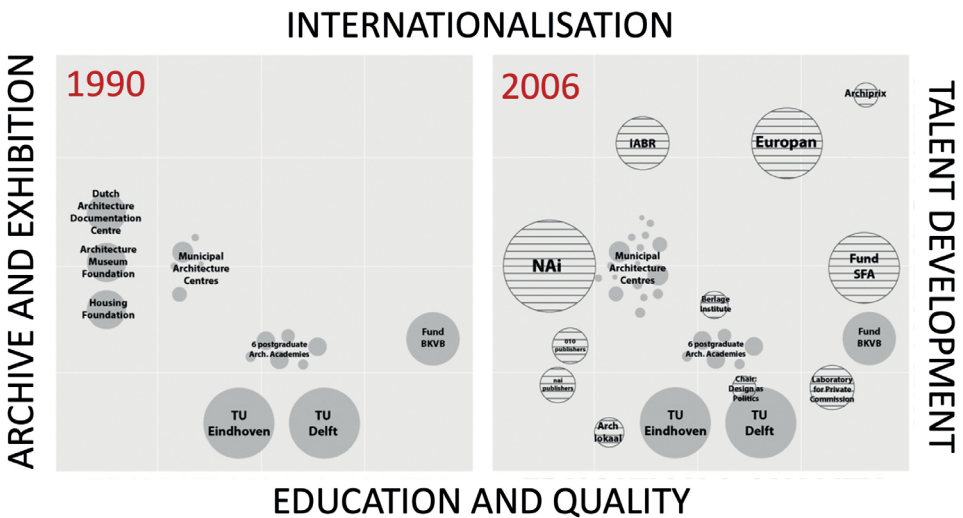 INTERNATIONALISATION
ARCHIVE AND EXHIBITION
1990
Dutch
Architecture
Documentation
Centre
Architecture
Museum
Foundation
Housing
Foundation
Municipal
Architecture
Centres
6 postgraduate
Arch. Academies
Fund
BKVB
TU
Eindhoven
TU
Delft
2006
Archiprix
IABR
Europan
NAi
Municipal
Architecture
Centres
Fund
SFA
Berlage
Institute
010
publishers
6 postgraduate
Arch. Academies
Fund
BKVB
nai
publishers
Chair:
Design as
Politics
Laboratory
for Private
Commission
Arch
lokaal
TU
Eindhoven
TU
Delft
TALENT DEVELOPMENT
EDUCATION AND QUALITY